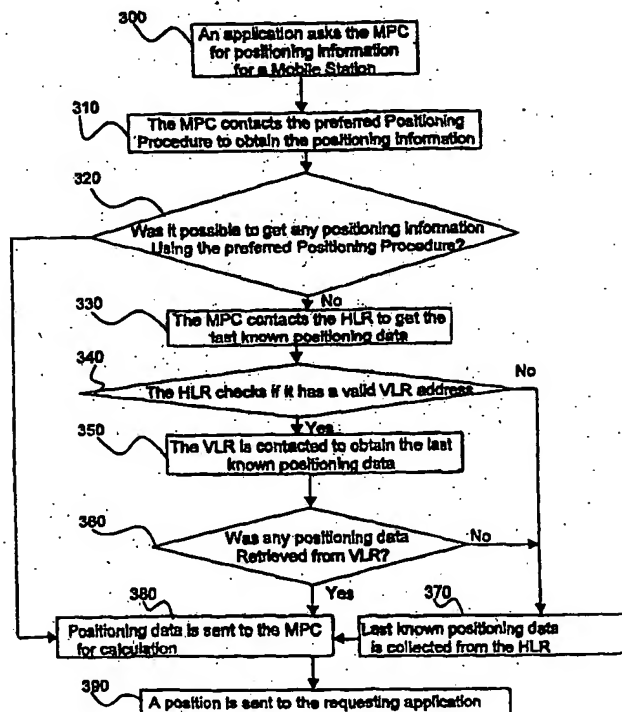 300
An application asks the MPC
for positioning information
for a Mobile Station
310
The MPC contacts the preferred Positioning
Procedure to obtain the positioning information
320
Was it possible to get any positioning information
Using the preferred Positioning Procedure?
No
330
The MPC contacts the HLR to get the
last known positioning data
340
The HLR checks if it has a valid VLR address
No
Yes
350
The VLR is contacted to obtain the last
known positioning data
360
Was any positioning data
Retrieved from VLR?
No
Yes
380
Positioning data is sent to the MPC
for calculation
370
Last known positioning data
is collected from the HLR
390
A position is sent to the requesting application